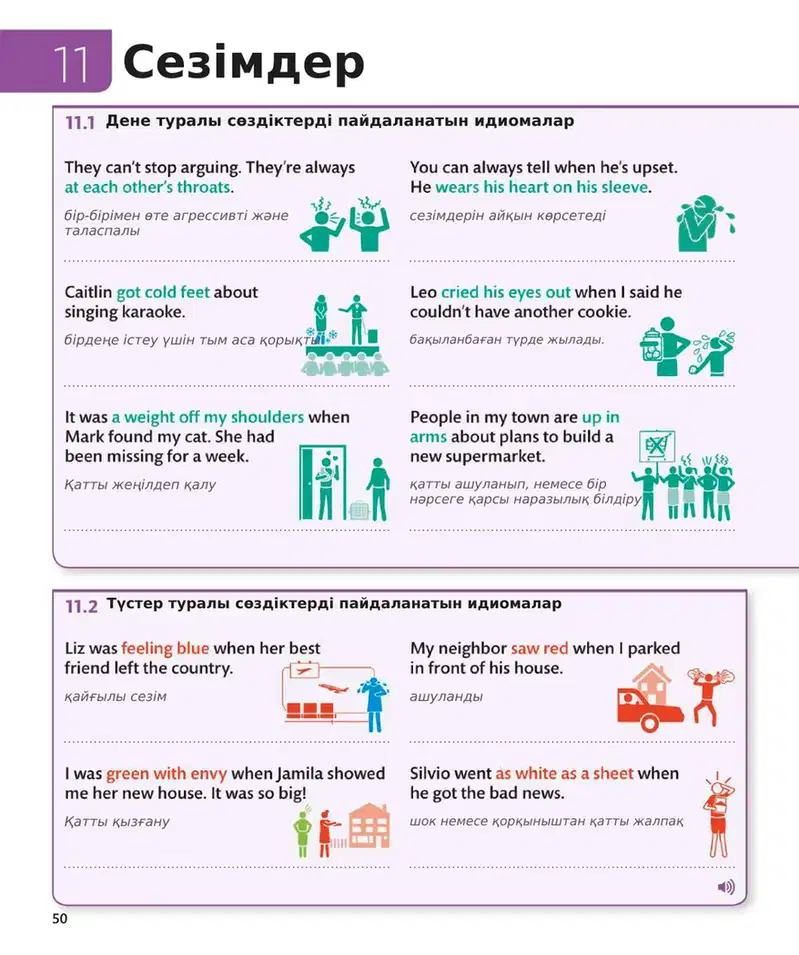 11 Сезімдер
11.1 Дене туралы сөздіктерді пайдаланатын идиомалар
They can't stop arguing. They're always
at each other's throats.
бір-бірімен өте агрессивті және
таласпалы
You can always tell when he's upset.
He wears his heart on his sleeve.
сезімдерін айқын көрсетеді
Caitlin got cold feet about
singing karaoke.
бірдеңе істеу үшін тым аса қорықты
Leo cried his eyes out when I said he
couldn't have another cookie.
бақыланбаған түрде жылады.
It was a weight off my shoulders when
Mark found my cat. She had
been missing for a week.
Қатты жеңілдеп қалу
People in my town are up in
arms about plans to build a
new supermarket.
қатты ашуланып, немесе бір
нәрсеге қарсы наразылық білдіру
11.2 Түстер туралы сөздіктерді пайдаланатын идиомалар
Liz was feeling blue when her best
friend left the country.
қайғылы сезім
My neighbor saw red when I parked
in front of his house.
ашуланды
I was green with envy when Jamila showed
me her new house. It was so big!
Қатты қызғану
Silvio went as white as a sheet when
he got the bad news.
шок немесе қорқыныштан қатты жалпақ
50